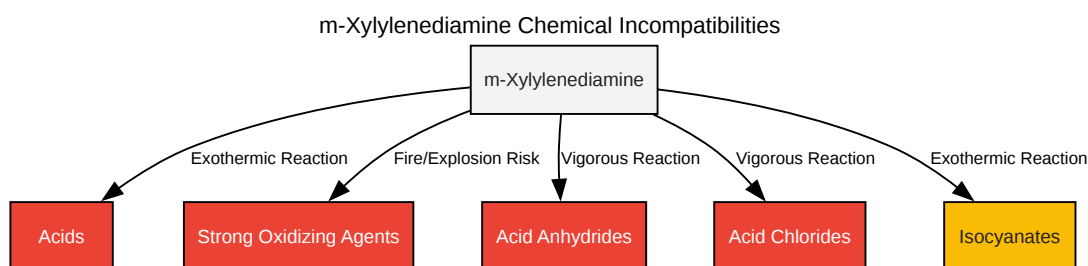 m-Xylylenediamine Chemical Incompatibilities
m-Xylylenediamine
Exothermic Reaction
Fire/Explosion Risk
Vigorous Reaction
Vigorous Reaction
Exothermic Reaction
Acids
Strong Oxidizing Agents
Acid Anhydrides
Acid Chlorides
Isocyanates